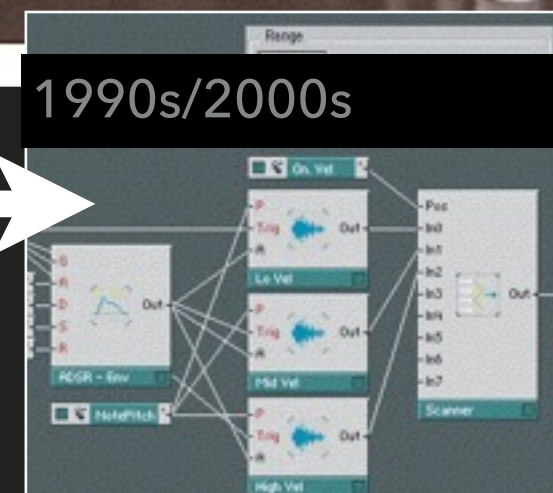 Range
1990s/2000s
On. Vel
P
Trig
A
Out
Lo Vel
G
A
D
S
R
Out
ADSR - Env
NotePitch
P
Trig
A
Out
Mid Vel
P
Trig
A
Out
High Vel
Pos
In0
In1
In2
In3
In4
In5
In6
In7
Out
Scanner